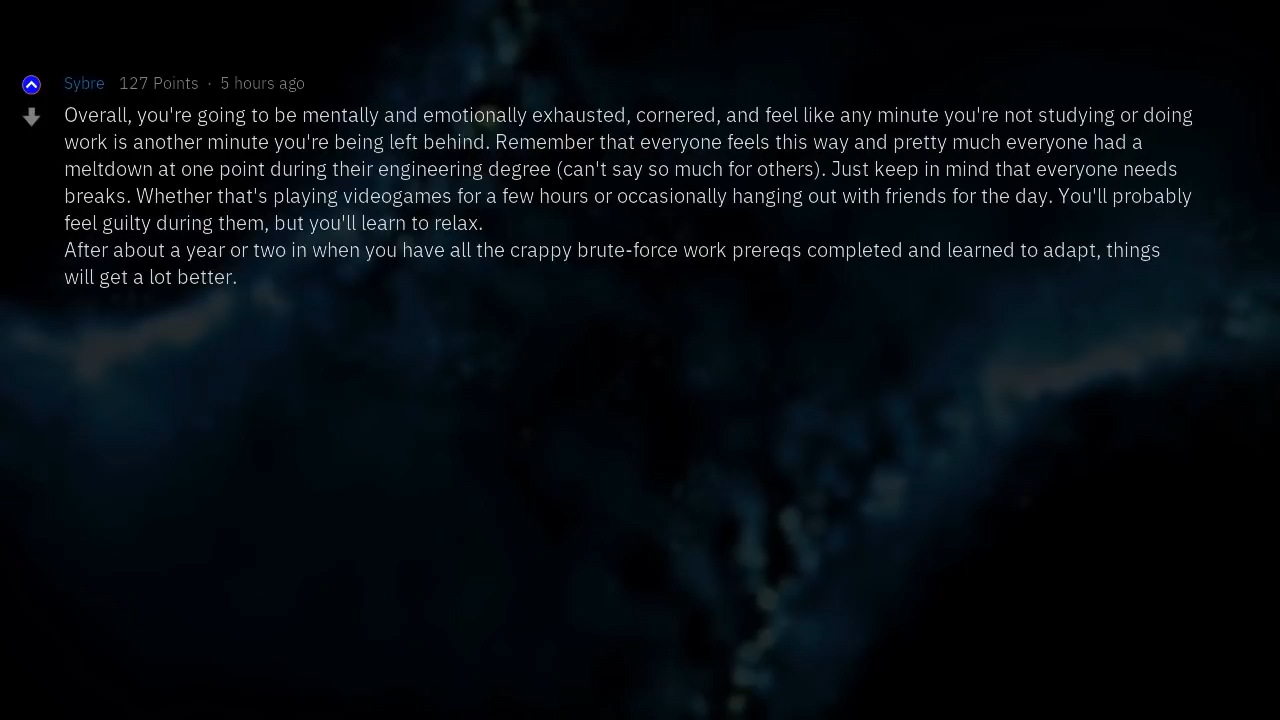 Sybre 127 Points · 5 hours ago
Overall, you're going to be mentally and emotionally exhausted, cornered, and feel like any minute you're not studying or doing
work is another minute you're being left behind. Remember that everyone feels this way and pretty much everyone had a
meltdown at one point during their engineering degree (can't say so much for others). Just keep in mind that everyone needs
breaks. Whether that's playing videogames for a few hours or occasionally hanging out with friends for the day. You'll probably
feel guilty during them, but you'll learn to relax.
After about a year or two in when you have all the crappy brute-force work prereqs completed and learned to adapt, things
will get a lot better.